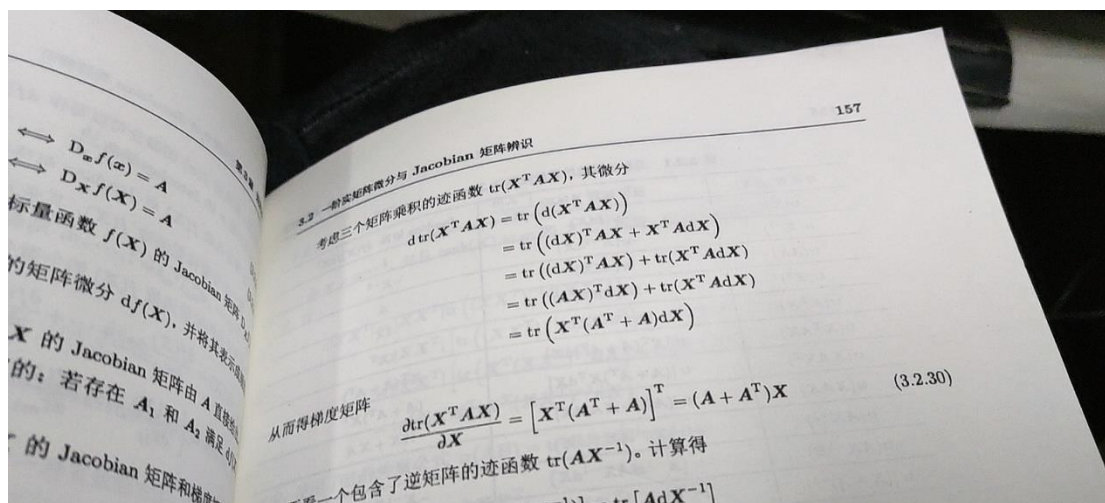 ⟺ D_x f(x) = A
⟺ D_X f(X) = A
标量函数 f(X) 的 Jacobian 矩阵
的矩阵微分 df(X), 并将其表示成
X 的 Jacobian 矩阵由 A 直接
的: 若存在 A₁ 和 A₂ 满足
的 Jacobian 矩阵和梯度
157
3.2 一阶实矩阵微分与 Jacobian 矩阵辨识
考虑三个矩阵乘积的迹函数 tr(XᵀAX), 其微分
d tr(XᵀAX) = tr (d(XᵀAX))
= tr ((dX)ᵀAX + XᵀAdX)
= tr ((dX)ᵀAX) + tr(XᵀAdX)
= tr ((AX)ᵀdX) + tr(XᵀAdX)
= tr (Xᵀ(Aᵀ + A)dX)
从而得梯度矩阵
∂tr(XᵀAX)/∂X = [Xᵀ(Aᵀ + A)]ᵀ = (A + Aᵀ)X (3.2.30)
一个包含了逆矩阵的迹函数 tr(AX⁻¹)。计算得
tr [AdX⁻¹]